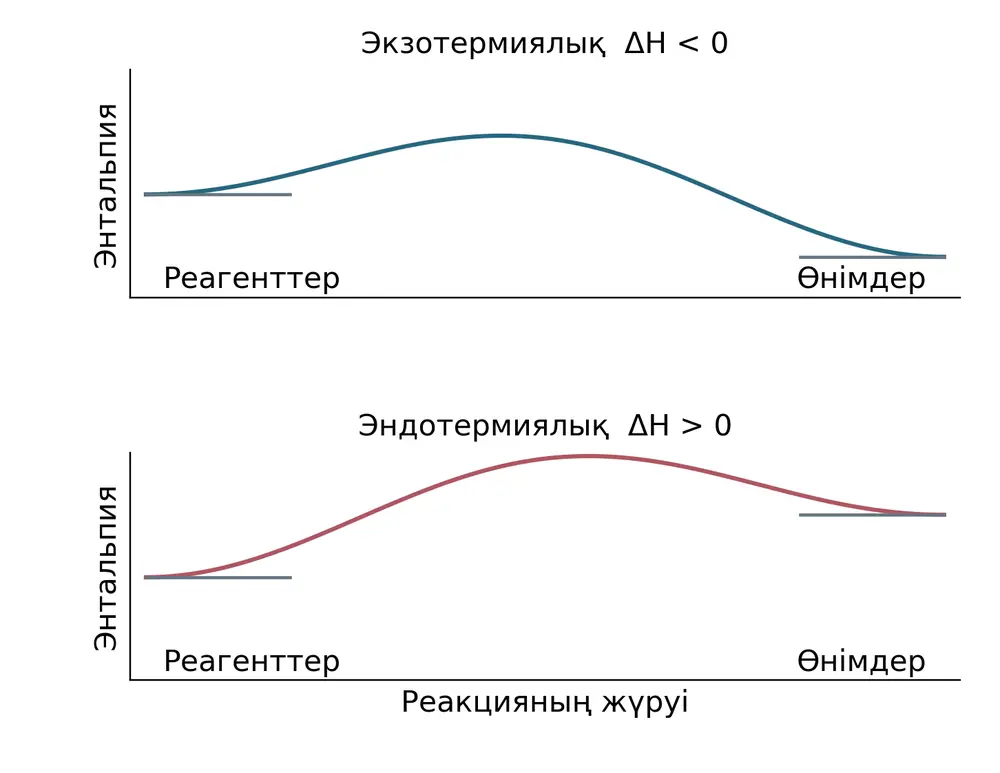 Экзотермиялық ΔH < 0
Энтальпия
Реагенттер
Өнімдер
Эндотермиялық ΔH > 0
Энтальпия
Реагенттер
Өнімдер
Реакцияның жүруі